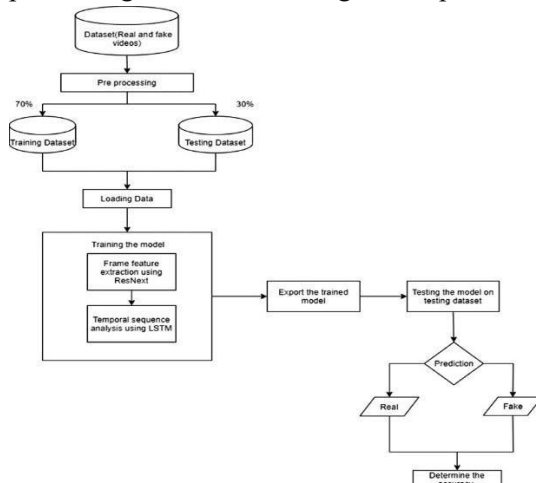 Dataset(Real and fake
videos)
Pre processing
70%
30%
Training Dataset
Testing Dataset
Loading Data
Training the model
Frame feature
extraction using
ResNext
Temporal sequence
analysis using LSTM
Export the trained
model
Testing the model on
testing dataset
Prediction
Real
Fake
Determine the